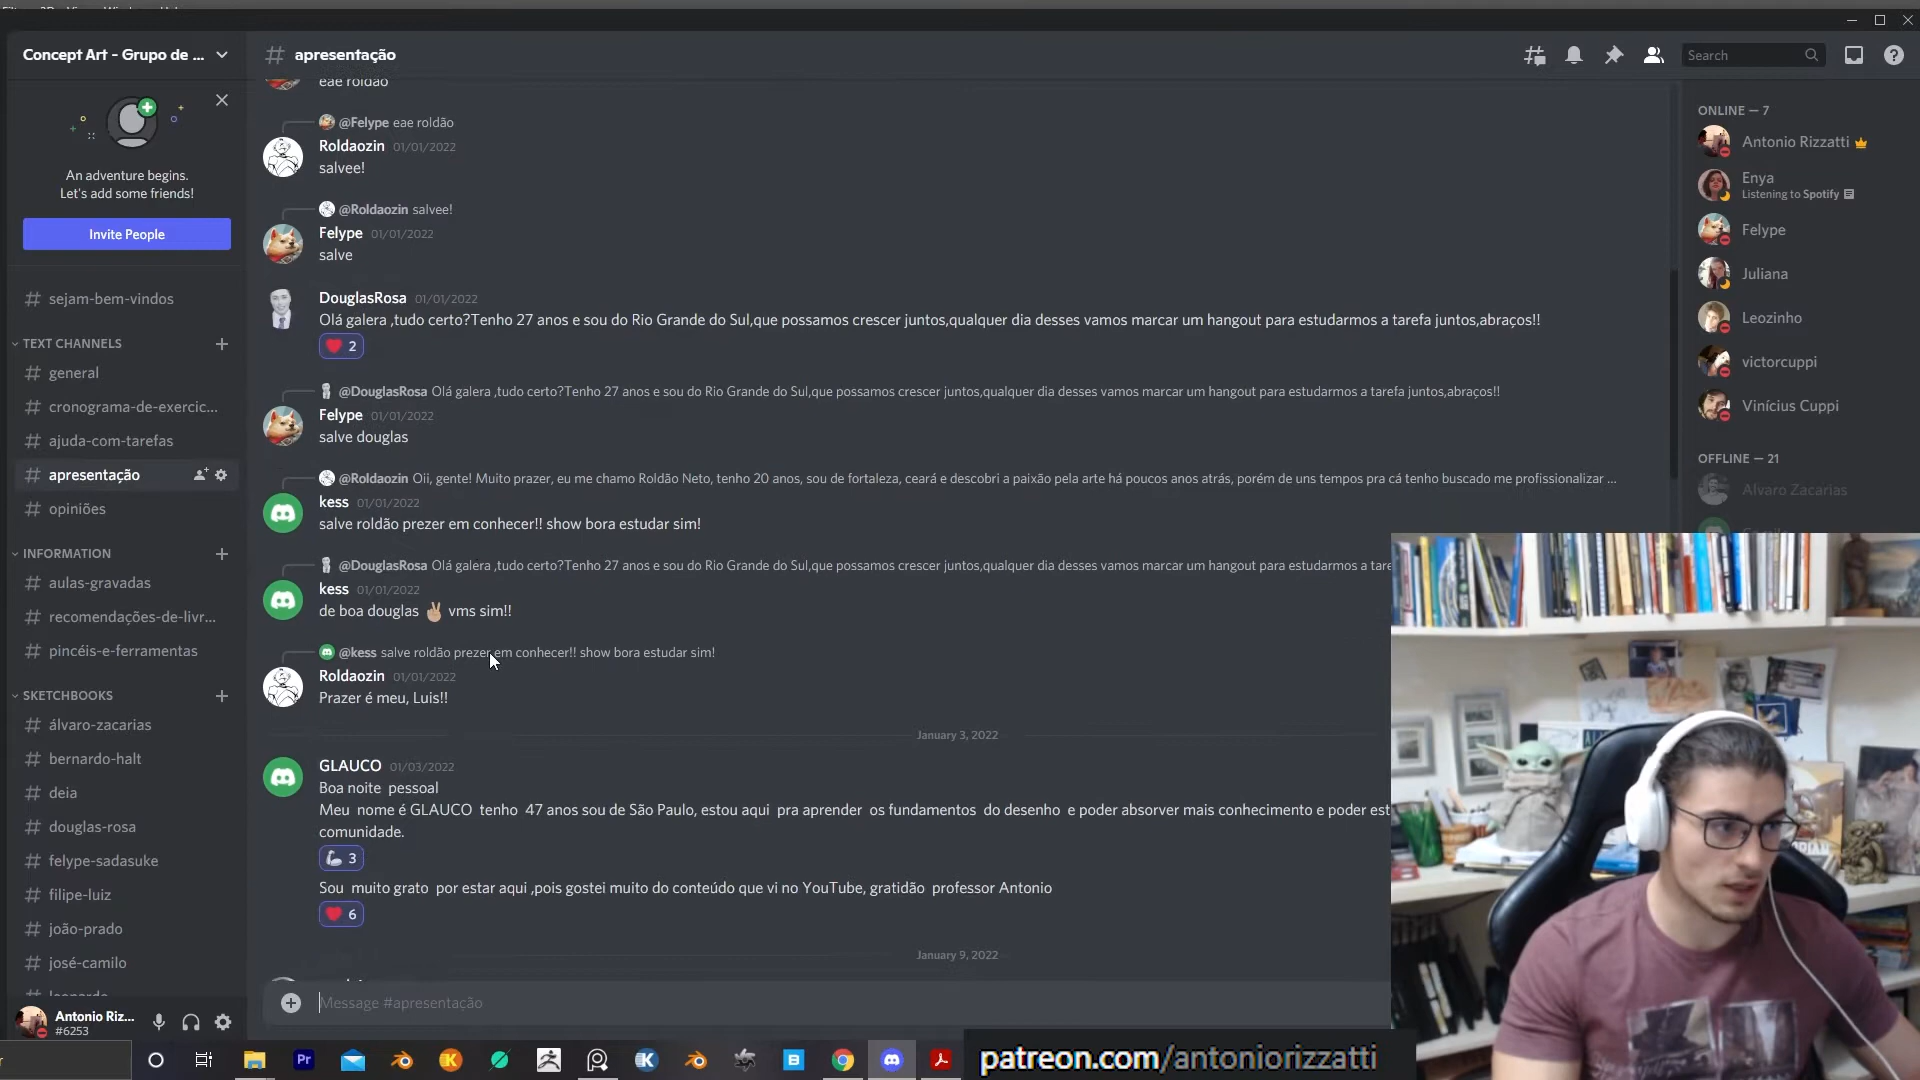 Concept Art - Grupo de ...
An adventure begins.
Let's add some friends!
Invite People
# sejam-bem-vindos
TEXT CHANNELS
# general
# cronograma-de-exercic...
# ajuda-com-tarefas
# apresentação
# opiniões
INFORMATION
# aulas-gravadas
# recomendações-de-livr...
# pincéis-e-ferramentas
SKETCHBOOKS
# álvaro-zacarias
# bernardo-halt
# deia
# douglas-rosa
# felype-sadasuke
# filipe-luiz
# joão-prado
# josé-camilo
Antonio Riz...
#6253
# apresentação
eae roldão
@Felype eae roldão
Roldaozin 01/01/2022
salvee!
@Roldaozin salvee!
Felype 01/01/2022
salve
DouglasRosa 01/01/2022
Olá galera ,tudo certo?Tenho 27 anos e sou do Rio Grande do Sul,que possamos crescer juntos,qualquer dia desses vamos marcar um hangout para estudarmos a tarefa juntos,abraços!!
2
@DouglasRosa Olá galera ,tudo certo?Tenho 27 anos e sou do Rio Grande do Sul,que possamos crescer juntos,qualquer dia desses vamos marcar um hangout para estudarmos a tarefa juntos,abraços!!
Felype 01/01/2022
salve douglas
@Roldaozin Oii, gente! Muito prazer, eu me chamo Roldão Neto, tenho 20 anos, sou de fortaleza, ceará e descobri a paixão pela arte há poucos anos atrás, porém de uns tempos pra cá tenho buscado me profissionalizar ...
kess 01/01/2022
salve roldão prezer em conhecer!! show bora estudar sim!
@DouglasRosa Olá galera ,tudo certo?Tenho 27 anos e sou do Rio Grande do Sul,que possamos crescer juntos,qualquer dia desses vamos marcar um hangout para estudarmos a tare
kess 01/01/2022
de boa douglas ✌🏼 vms sim!!
@kess salve roldão prezer em conhecer!! show bora estudar sim!
Roldaozin 01/01/2022
Prazer é meu, Luis!!
January 3, 2022
GLAUCO 01/03/2022
Boa noite pessoal
Meu nome é GLAUCO tenho 47 anos sou de São Paulo, estou aqui pra aprender os fundamentos do desenho e poder absorver mais conhecimento e poder est
comunidade.
3
Sou muito grato por estar aqui ,pois gostei muito do conteúdo que vi no YouTube, gratidão professor Antonio
6
January 9, 2022
Message #apresentação
Search
ONLINE — 7
Antonio Rizzatti
Enya
Listening to Spotify
Felype
Juliana
Leozinho
victorcuppi
Vinícius Cuppi
OFFLINE — 21
Alvaro Zacarias
Pr
K
K
B
patreon.com/antoniorizzatti